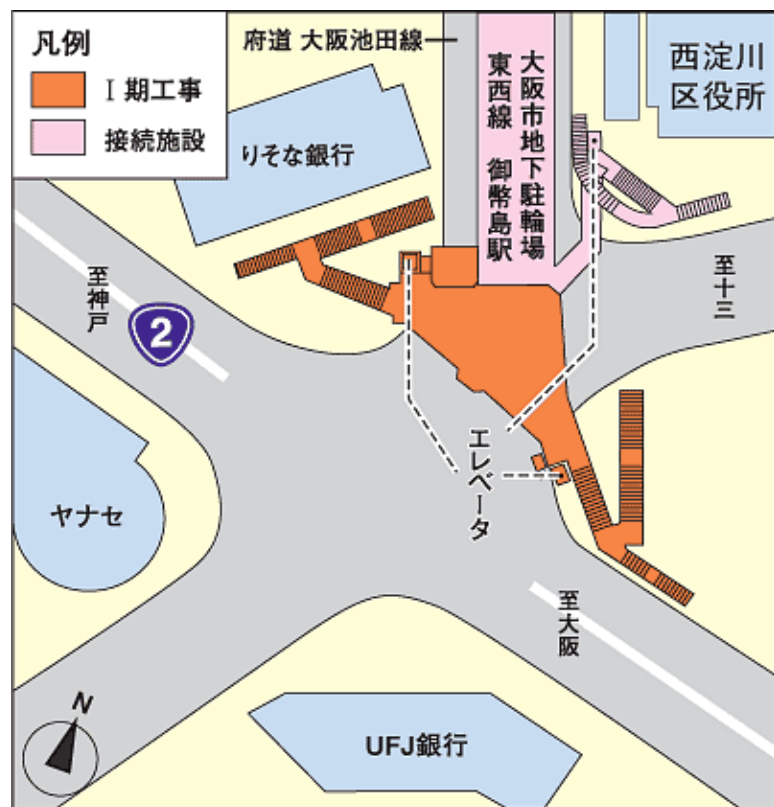 凡例
Ⅰ期工事
接続施設
府道 大阪池田線
大阪市地下駐輪場
東西線 御幣島駅
西淀川
区役所
りそな銀行
至神戸
2
至十三
エレベータ
ヤナセ
至大阪
N
UFJ銀行